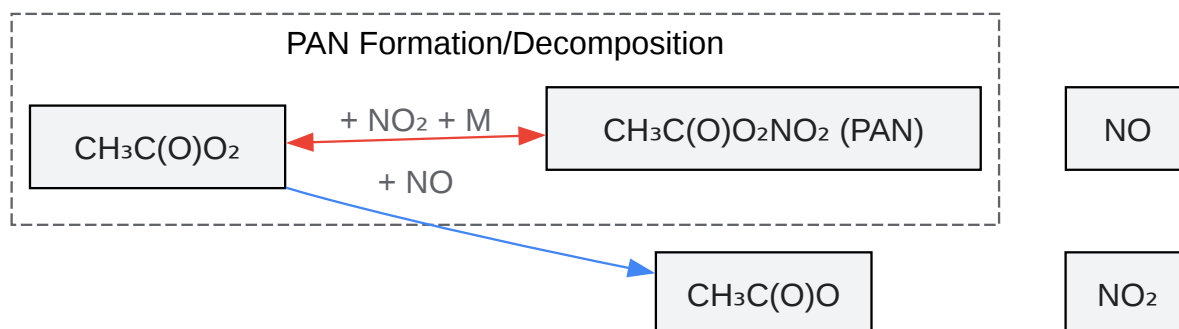 PAN Formation/Decomposition
+ NO₂ + M
CH₃C(O)O₂NO₂ (PAN)
NO
CH₃C(O)O₂
+ NO
CH₃C(O)O
NO₂